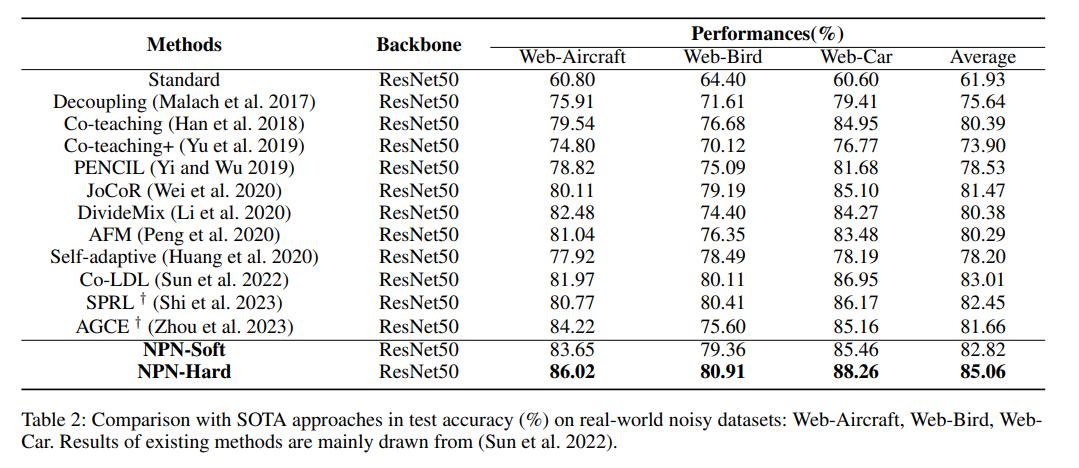 Methods Backbone Performances(%)
Web-Aircraft Web-Bird Web-Car Average
Standard ResNet50 60.80 64.40 60.60 61.93
Decoupling (Malach et al. 2017) ResNet50 75.91 71.61 79.41 75.64
Co-teaching (Han et al. 2018) ResNet50 79.54 76.68 84.95 80.39
Co-teaching+ (Yu et al. 2019) ResNet50 74.80 70.12 76.77 73.90
PENCIL (Yi and Wu 2019) ResNet50 78.82 75.09 81.68 78.53
JoCoR (Wei et al. 2020) ResNet50 80.11 79.19 85.10 81.47
DivideMix (Li et al. 2020) ResNet50 82.48 74.40 84.27 80.38
AFM (Peng et al. 2020) ResNet50 81.04 76.35 83.48 80.29
Self-adaptive (Huang et al. 2020) ResNet50 77.92 78.49 78.19 78.20
Co-LDL (Sun et al. 2022) ResNet50 81.97 80.11 86.95 83.01
SPRL † (Shi et al. 2023) ResNet50 80.77 80.41 86.17 82.45
AGCE † (Zhou et al. 2023) ResNet50 84.22 75.60 85.16 81.66
NPN-Soft ResNet50 83.65 79.36 85.46 82.82
NPN-Hard ResNet50 86.02 80.91 88.26 85.06
Table 2: Comparison with SOTA approaches in test accuracy (%) on real-world noisy datasets: Web-Aircraft, Web-Bird, Web-
Car. Results of existing methods are mainly drawn from (Sun et al. 2022).